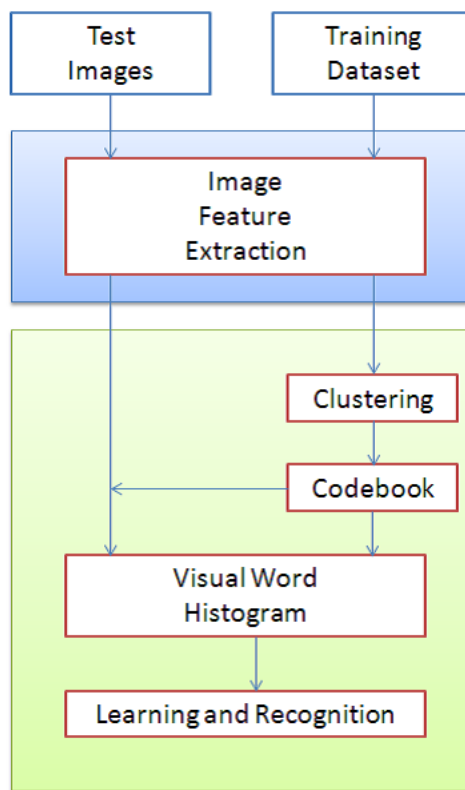 Test
Images
Training
Dataset
Image
Feature
Extraction
Clustering
Codebook
Visual Word
Histogram
Learning and Recognition